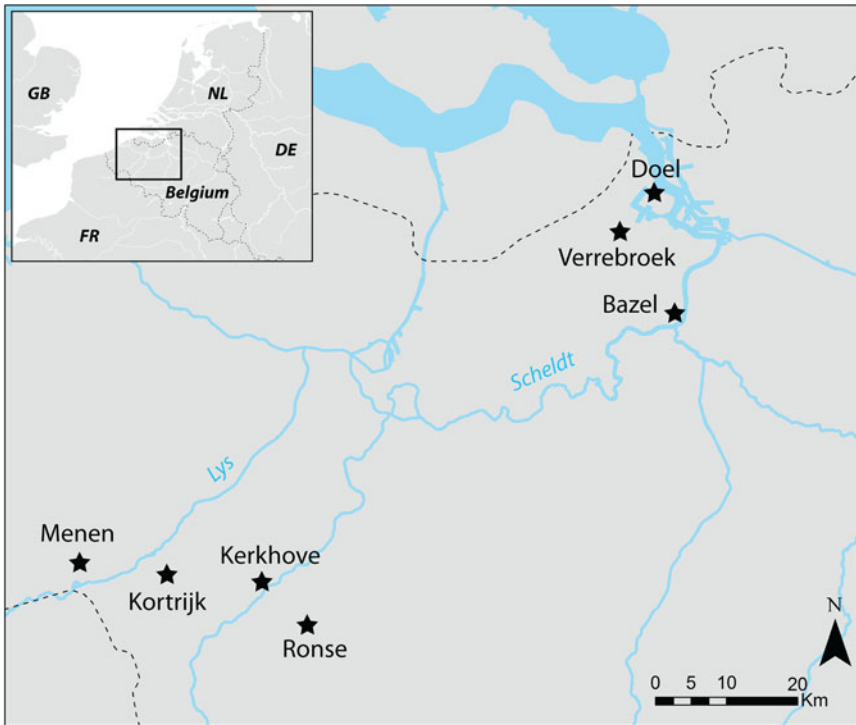 GB
NL
DE
Belgium
FR
Doel
Verrebroek
Bazel
Scheldt
Lys
Menen
Kerkhove
Kortrijk
Ronse
N
0 5 10 20
Km